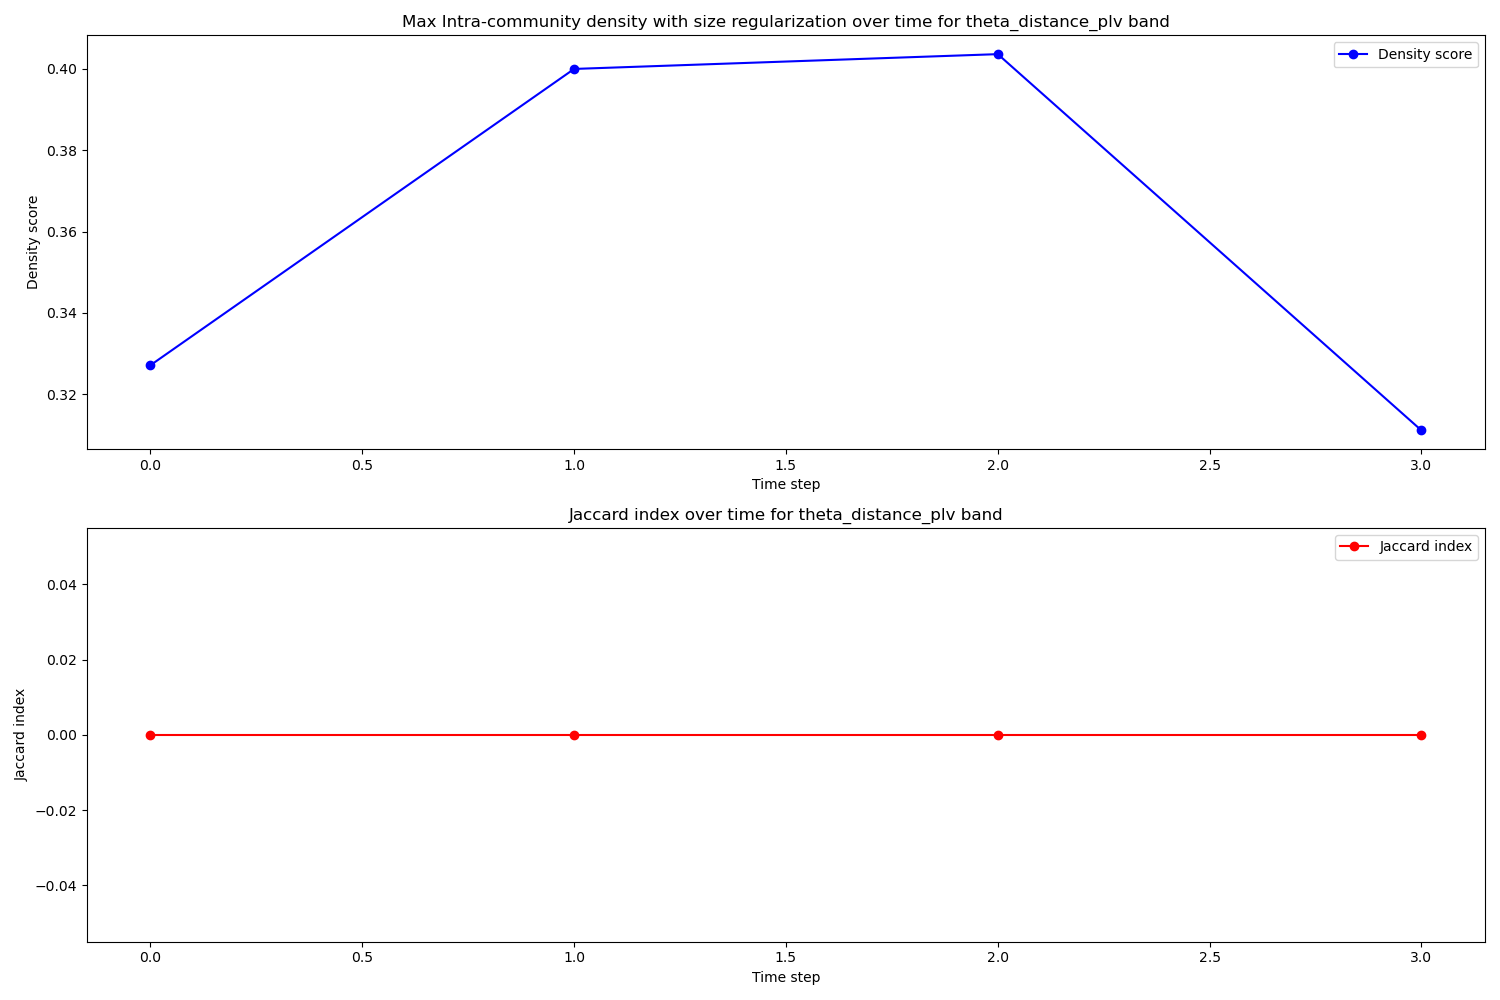 Max Intra-community density with size regularization over time for theta_distance_plv band
Density score
0.40
0.38
0.36
0.34
0.32
Density score
0.0 0.5 1.0 1.5 2.0 2.5 3.0
Time step
Jaccard index over time for theta_distance_plv band
Jaccard index
0.04
0.02
0.00
−0.02
−0.04
Jaccard index
0.0 0.5 1.0 1.5 2.0 2.5 3.0
Time step